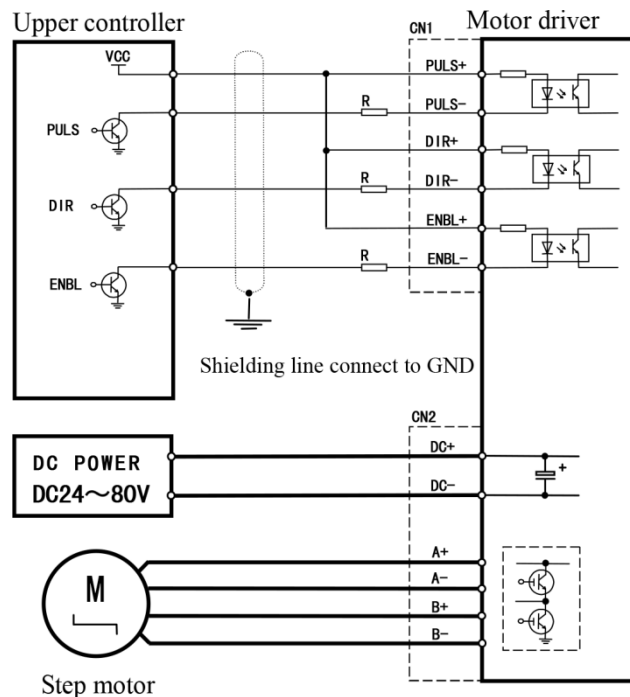 Upper controller
Motor driver
CN1
VCC
PULS+
R
PULS-
PULS
DIR+
DIR
R
DIR-
ENBL+
R
ENBL-
ENBL
Shielding line connect to GND
CN2
DC+
DC POWER
DC24～80V
+
DC-
A+
A-
M
B+
B-
Step motor